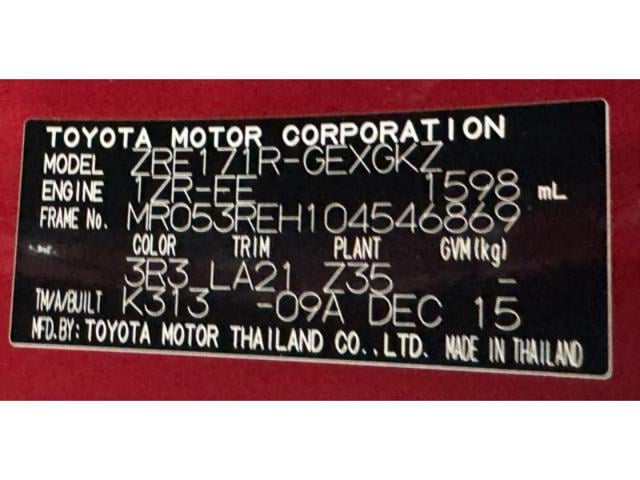 TOYOTA MOTOR CORPORATION
MODEL ZRE171R-GEXGKZ
ENGINE 1ZR-EE 1598 mL
FRAME No. MR053REH104546869
COLOR TRIM PLANT GVM(kg)
3R3 LA21 Z35 -
TM/A/BUILT K313 -09A DEC 15
MFD.BY: TOYOTA MOTOR THAILAND CO.,LTD. MADE IN THAILAND